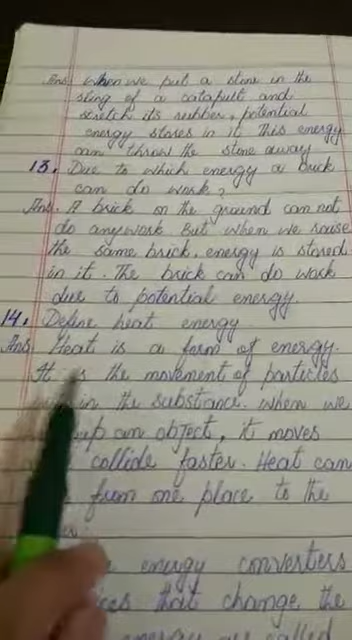 Ans. When we put a stone in the
sling of a catapult and
stretch its rubber, potential
energy stores in it This energy
can throw the stone away
13. Due to which energy a brick
can do work?
Ans. A brick on the ground can not
do any work But when we raise
the same brick, energy is stored
in it. The brick can do work
due to potential energy.
14. Define heat energy
Ans. Heat is a form of energy.
It is the movement of particles
in the substance. When we
up an object, it moves
collide faster. Heat can
from one place to the
energy converters
that change the
energy